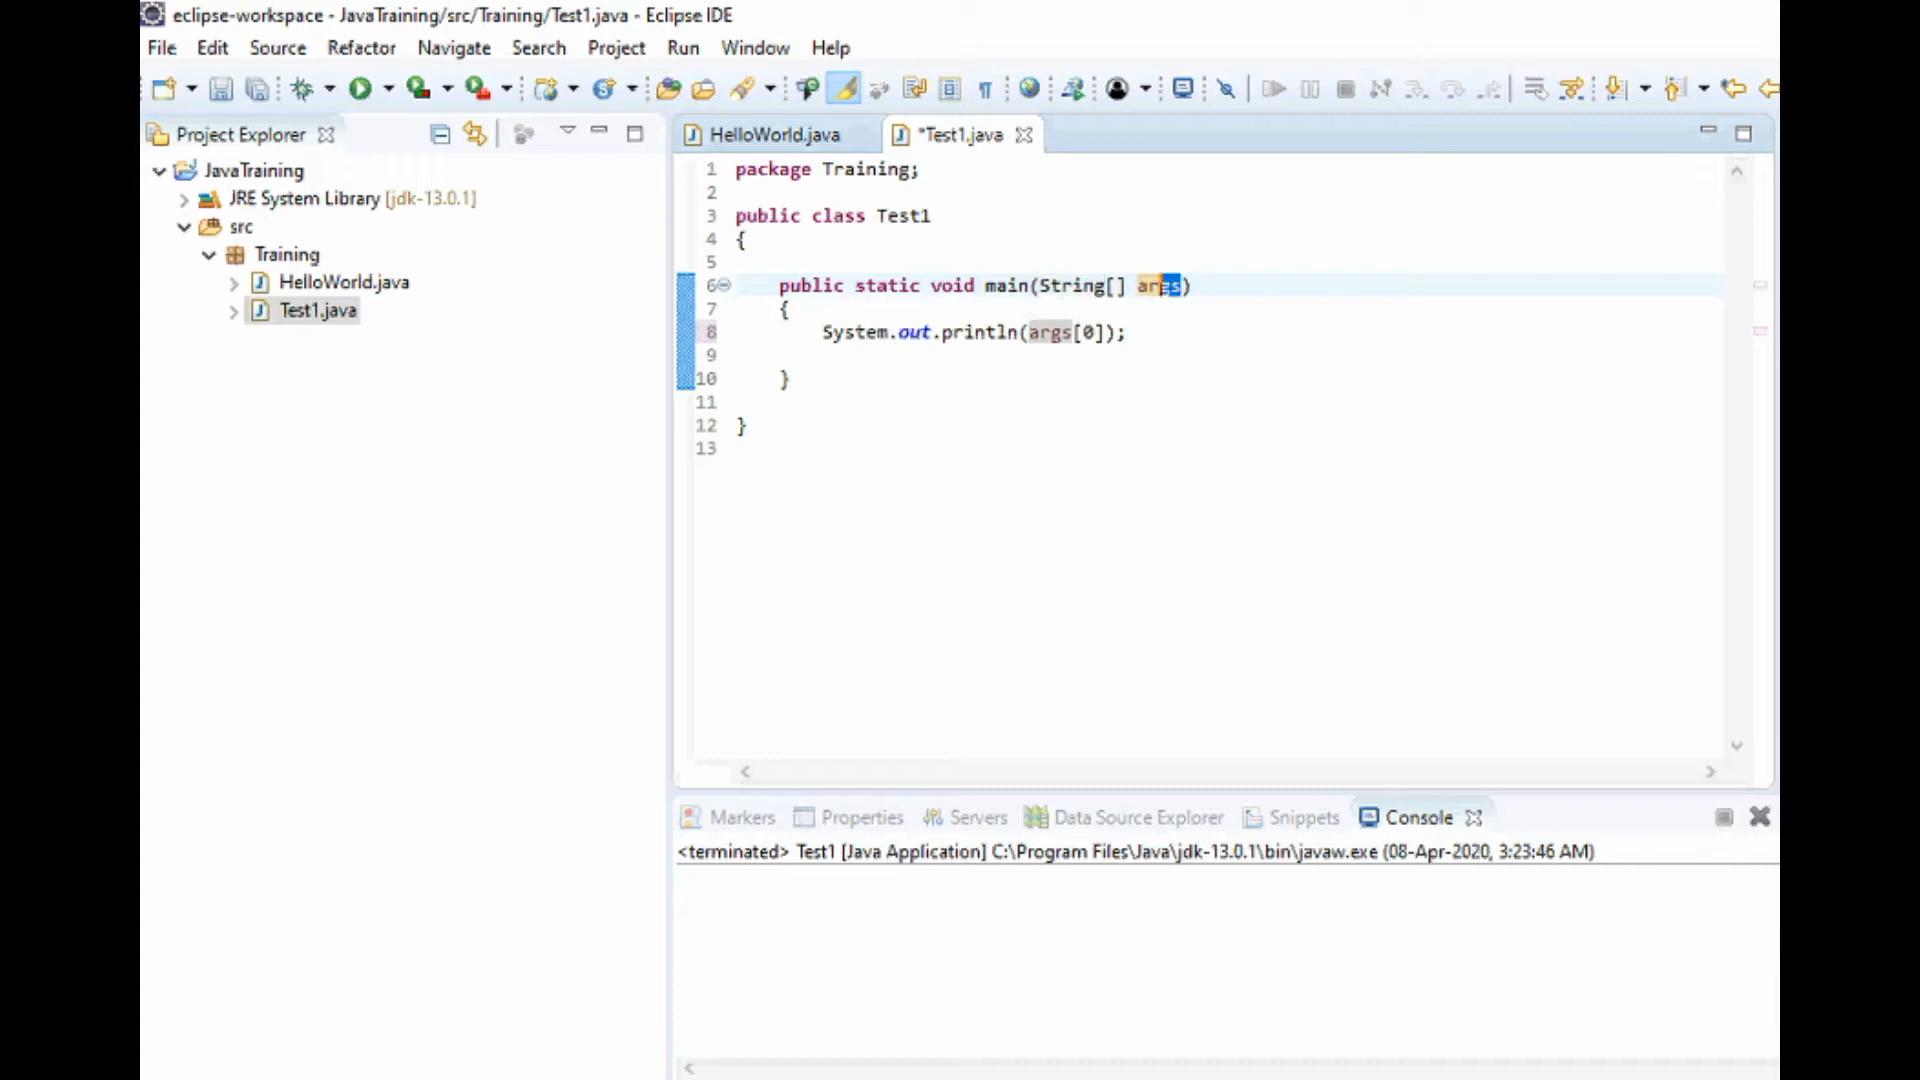 eclipse-workspace - JavaTraining/src/Training/Test1.java - Eclipse IDE
File Edit Source Refactor Navigate Search Project Run Window Help
Project Explorer
JavaTraining
JRE System Library [jdk-13.0.1]
src
Training
HelloWorld.java
Test1.java
HelloWorld.java *Test1.java
1 package Training;
2
3 public class Test1
4 {
5
6 public static void main(String[] args)
7 {
8 System.out.println(args[0]);
9
10 }
11
12 }
13
Markers Properties Servers Data Source Explorer Snippets Console
<terminated> Test1 [Java Application] C:\Program Files\Java\jdk-13.0.1\bin\javaw.exe (08-Apr-2020, 3:23:46 AM)